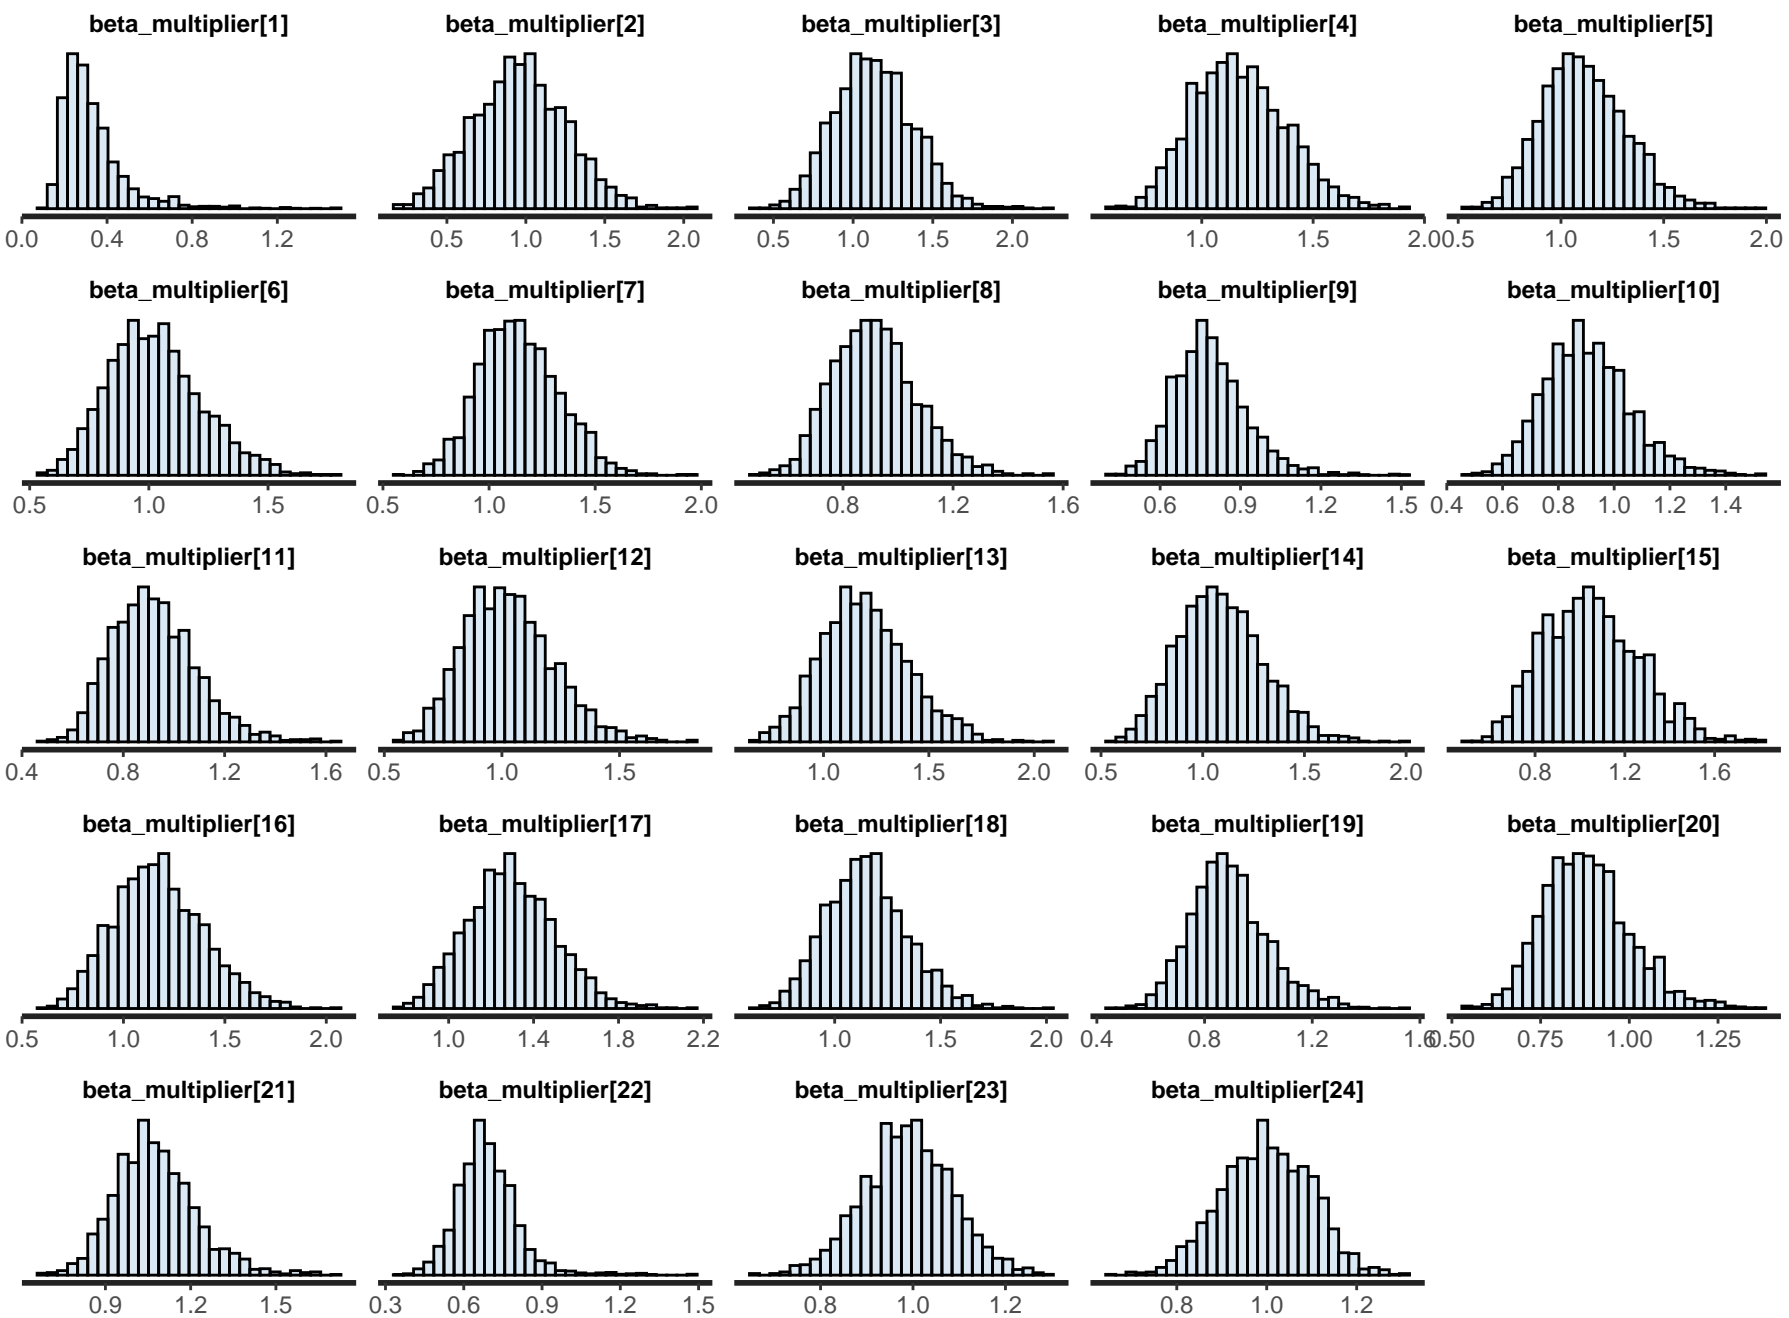 beta_multiplier[1] beta_multiplier[2] beta_multiplier[3] beta_multiplier[4] beta_multiplier[5]
0.0 0.4 0.8 1.2 0.5 1.0 1.5 2.0 0.5 1.0 1.5 2.0 1.0 1.5 2.0 0.5 1.0 1.5 2.0
beta_multiplier[6] beta_multiplier[7] beta_multiplier[8] beta_multiplier[9] beta_multiplier[10]
0.5 1.0 1.5 0.5 1.0 1.5 2.0 0.8 1.2 1.6 0.6 0.9 1.2 1.5 0.4 0.6 0.8 1.0 1.2 1.4
beta_multiplier[11] beta_multiplier[12] beta_multiplier[13] beta_multiplier[14] beta_multiplier[15]
0.4 0.8 1.2 1.6 0.5 1.0 1.5 1.0 1.5 2.0 0.5 1.0 1.5 2.0 0.8 1.2 1.6
beta_multiplier[16] beta_multiplier[17] beta_multiplier[18] beta_multiplier[19] beta_multiplier[20]
0.5 1.0 1.5 2.0 1.0 1.4 1.8 2.2 1.0 1.5 2.0 0.4 0.8 1.2 1.6 0.50 0.75 1.00 1.25
beta_multiplier[21] beta_multiplier[22] beta_multiplier[23] beta_multiplier[24]
0.9 1.2 1.5 0.3 0.6 0.9 1.2 1.5 0.8 1.0 1.2 0.8 1.0 1.2